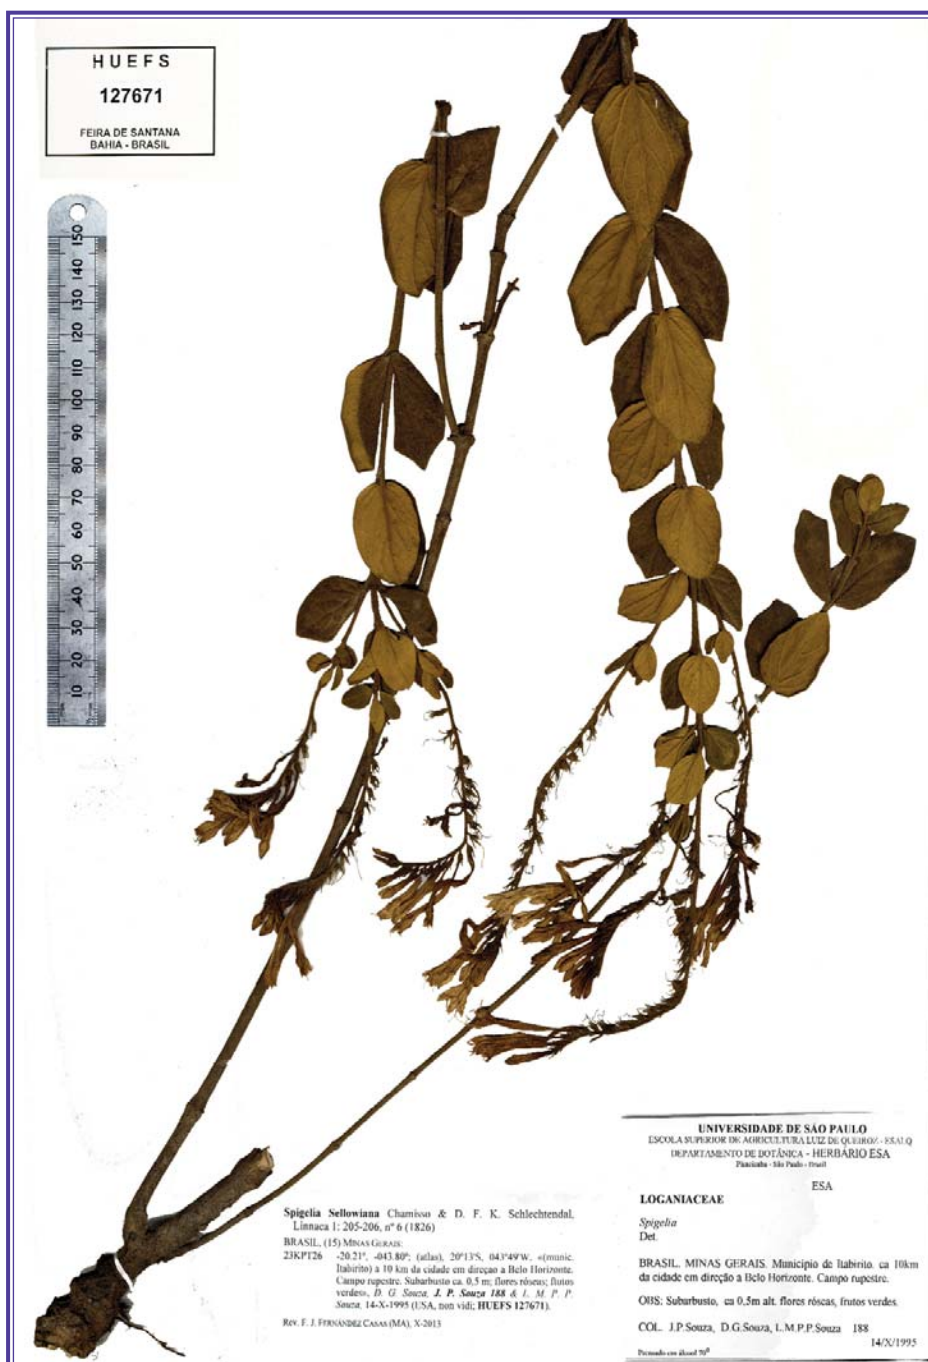 HUEFS
127671
FEIRA DE SANTANA
BAHIA - BRASIL
150
140
130
120
110
100
90
80
70
60
50
40
30
20
10
Spigelia Sellowiana Chamisso & D. F. K. Schlechtendal,
Linnaea 1: 205-206, nº 6 (1826)
BRASIL, (15) MINAS GERAIS:
23KPT26 -20.21°, -043.80°; (atlas), 20°13'S, 043°49'W, «(munic.
Itabirito) a 10 km da cidade em direçao a Belo Horizonte.
Campo rupestre. Subarbusto ca. 0,5 m; flores róseas; frutos
verdes», D. G. Souza, J. P. Souza 188 & L. M. P. P.
Souza, 14-X-1995 (ESA, non vidi; HUEFS 127671).
Rev. F. J. FERNÁNDEZ CASAS (MA), X-2013
UNIVERSIDADE DE SÃO PAULO
ESCOLA SUPERIOR DE AGRICULTURA LUIZ DE QUEIROZ - ESALQ
DEPARTAMENTO DE BOTÂNICA - HERBÁRIO ESA
Piracicaba - São Paulo - Brasil
ESA
LOGANIACEAE
Spigelia
Det.
BRASIL. MINAS GERAIS. Município de Itabirito. ca 10km
da cidade em direção a Belo Horizonte. Campo rupestre.
OBS: Subarbusto, ca 0,5m alt. flores róseas, frutos verdes.
COL. J.P.Souza, D.G.Souza, L.M.P.P.Souza 188
14/X/1995
Prensado em álcool 70°